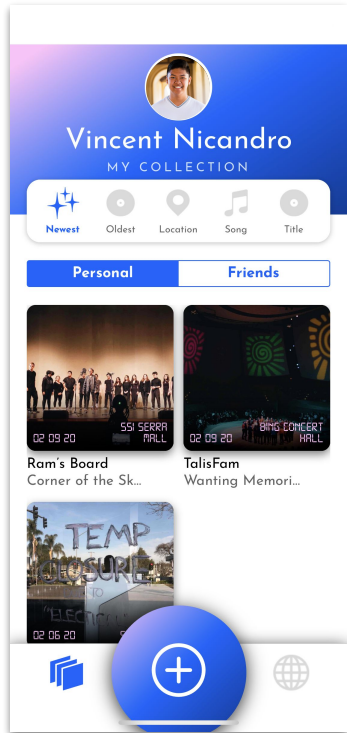 Vincent Nicandro
MY COLLECTION
Newest
Oldest
Location
Song
Title
Personal
Friends
02 09 20
SSI SERRA
MALL
02 09 20
BING CONCERT
HALL
Ram's Board
Corner of the Sk...
TalisFam
Wanting Memori...
TEMP
CLOSURE
TO
02 06 20